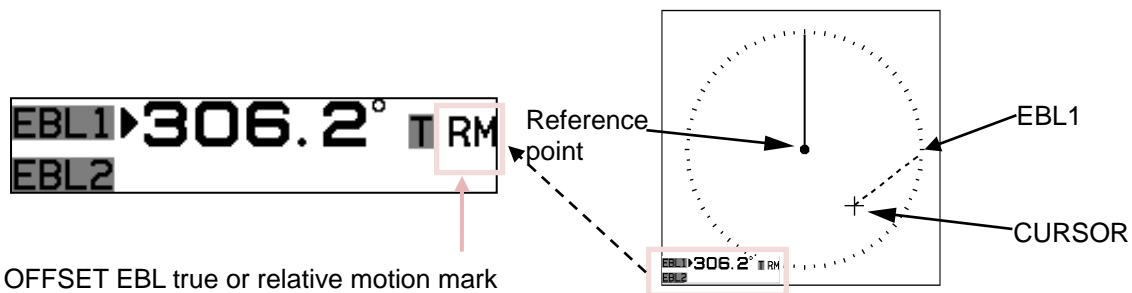 EBL1▶306.2° T RM
EBL2
OFFSET EBL true or relative motion mark
Reference
point
EBL1
CURSOR
EBL1▶306.2° T RM
EBL2